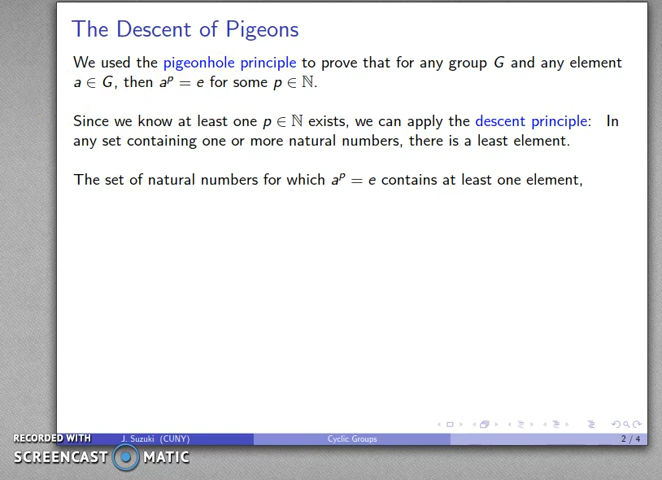 The Descent of Pigeons
We used the pigeonhole principle to prove that for any group G and any element
a ∈ G, then aᵖ = e for some p ∈ ℕ.
Since we know at least one p ∈ ℕ exists, we can apply the descent principle: In
any set containing one or more natural numbers, there is a least element.
The set of natural numbers for which aᵖ = e contains at least one element,
RECORDED WITH
J. Suzuki (CUNY)
Cyclic Groups
2 / 4
SCREENCAST MATIC